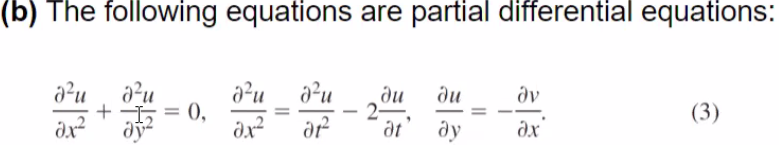 (b) The following equations are partial differential equations:
∂²u/∂x² + ∂²u/∂y² = 0, ∂²u/∂x² = ∂²u/∂t² − 2 ∂u/∂t, ∂u/∂y = − ∂v/∂x. (3)